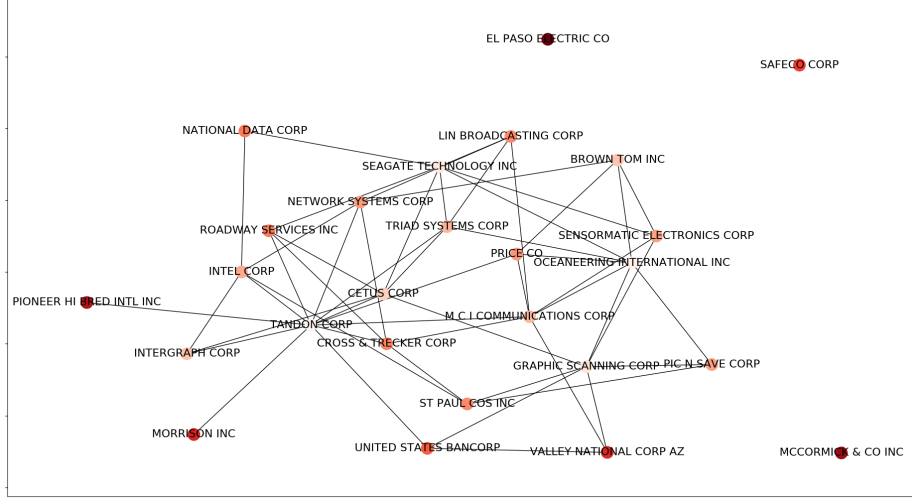 EL PASO ELECTRIC CO
SAFECO CORP
NATIONAL DATA CORP
LIN BROADCASTING CORP
BROWN TOM INC
SEAGATE TECHNOLOGY INC
NETWORK SYSTEMS CORP
TRIAD SYSTEMS CORP
ROADWAY SERVICES INC
SENSORMATIC ELECTRONICS CORP
PRICE CO
OCEANEERING INTERNATIONAL INC
INTEL CORP
CETUS CORP
PIONEER HI BRED INTL INC
M C I COMMUNICATIONS CORP
TANDON CORP
CROSS & TRECKER CORP
INTERGRAPH CORP
GRAPHIC SCANNING CORP
PIC N SAVE CORP
ST PAUL COS INC
MORRISON INC
UNITED STATES BANCORP
VALLEY NATIONAL CORP AZ
MCCORMICK & CO INC